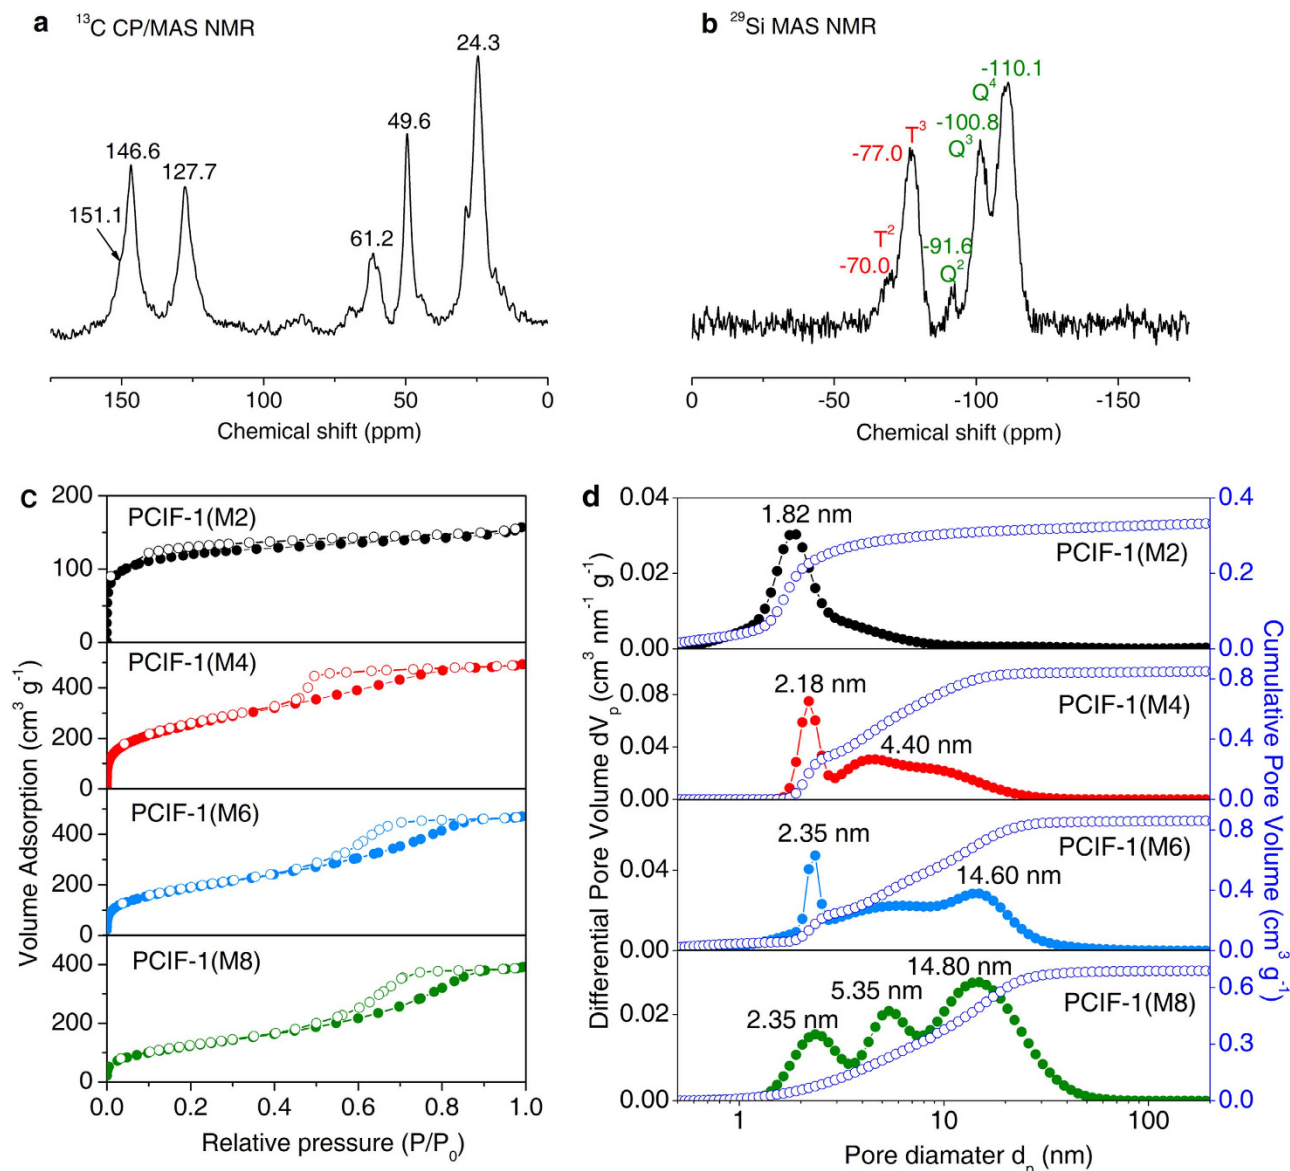 a ¹³C CP/MAS NMR
24.3
49.6
146.6
127.7
151.1
61.2
150
100
50
0
Chemical shift (ppm)
b ²⁹Si MAS NMR
-110.1
Q⁴
-100.8
Q³
T³
-77.0
T²
-70.0
-91.6
Q²
0
-50
-100
-150
Chemical shift (ppm)
c
Volume Adsorption (cm³ g⁻¹)
200
100
0
PCIF-1(M2)
400
200
0
PCIF-1(M4)
400
200
0
PCIF-1(M6)
400
200
0
PCIF-1(M8)
0.0
0.2
0.4
0.6
0.8
1.0
Relative pressure (P/P₀)
d
Differential Pore Volume dVₚ (cm³ nm⁻¹ g⁻¹)
0.04
0.02
0.00
1.82 nm
PCIF-1(M2)
0.4
0.2
0.0
0.08
0.04
0.00
2.18 nm
4.40 nm
PCIF-1(M4)
0.8
0.4
0.0
0.04
0.00
2.35 nm
14.60 nm
PCIF-1(M6)
0.8
0.4
0.0
0.02
0.00
2.35 nm
5.35 nm
14.80 nm
PCIF-1(M8)
0.6
0.3
0.0
Cumulative Pore Volume (cm³ g⁻¹)
1
10
100
Pore diamater dₚ (nm)